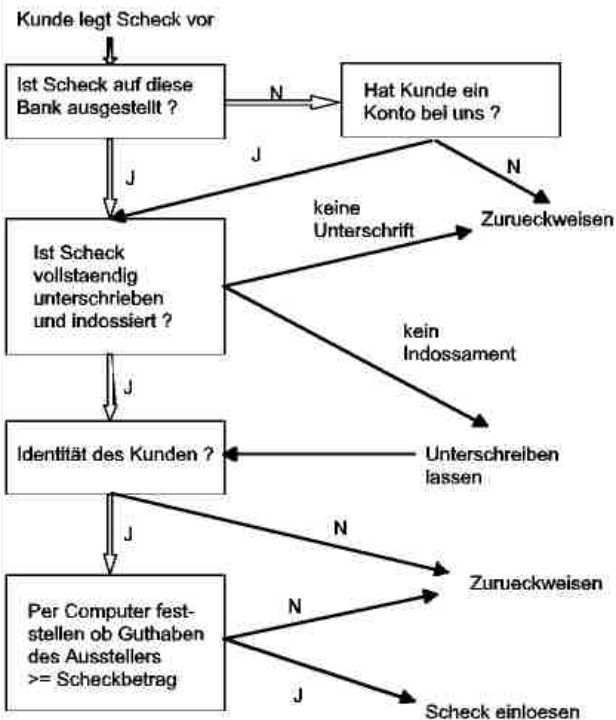 Kunde legt Scheck vor
Ist Scheck auf diese
Bank ausgestellt ?
N
Hat Kunde ein
Konto bei uns ?
J
J
N
Zurueckweisen
keine
Unterschrift
Ist Scheck
vollstaendig
unterschrieben
und indossiert ?
kein
Indossament
J
Identität des Kunden ?
Unterschreiben
lassen
J
N
Zurueckweisen
Per Computer fest-
stellen ob Guthaben
des Ausstellers
>= Scheckbetrag
N
J
Scheck einloesen